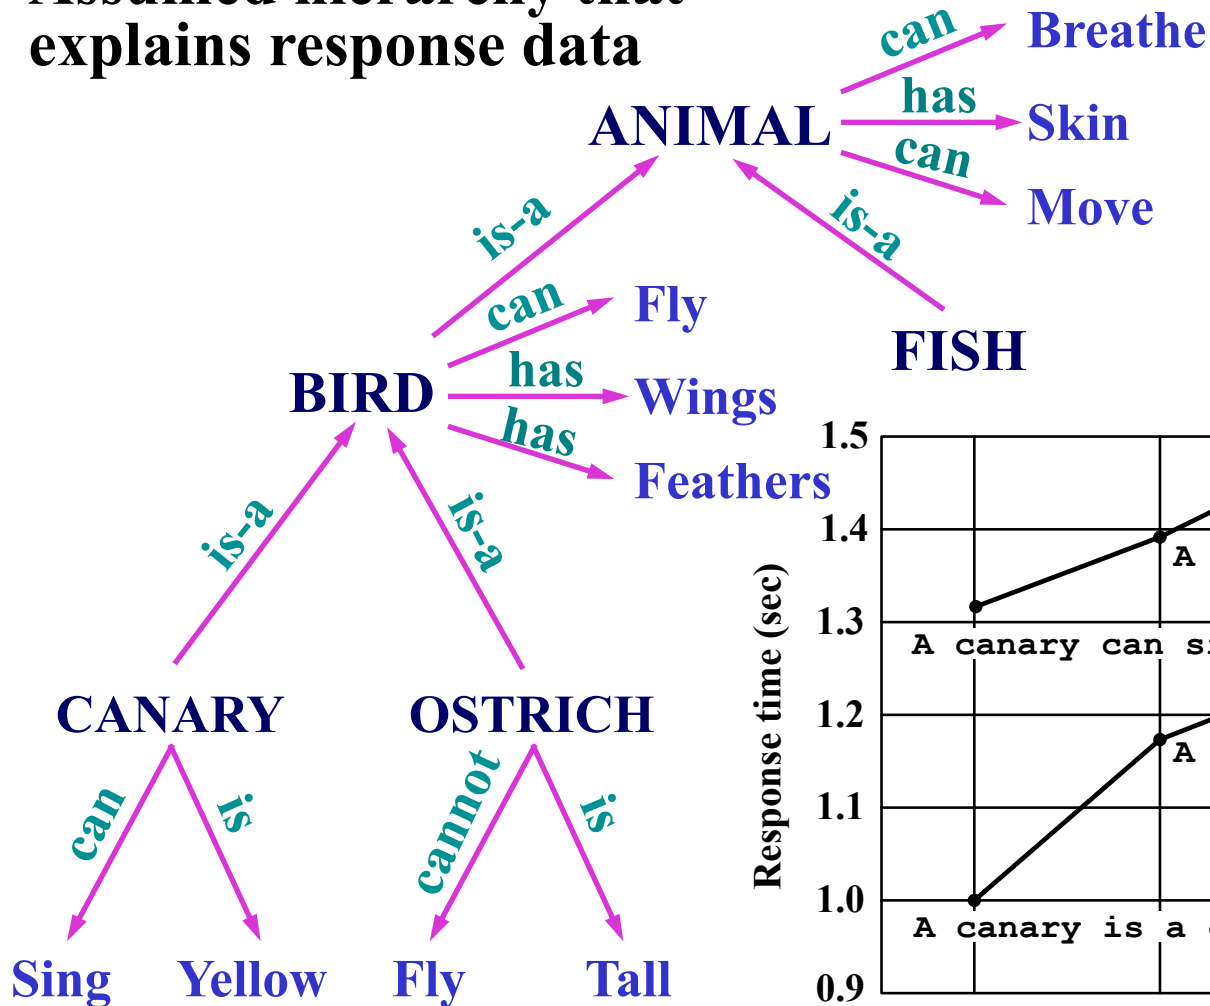 explains response data
can
Breathe
ANIMAL
has
Skin
can
Move
is-a
is-a
can
Fly
FISH
BIRD
has
Wings
has
Feathers
is-a
is-a
CANARY
OSTRICH
can
is
cannot
is
Sing
Yellow
Fly
Tall
Response time (sec)
1.5
1.4
A
1.3
A canary can
1.2
A
1.1
1.0
A canary is a
0.9